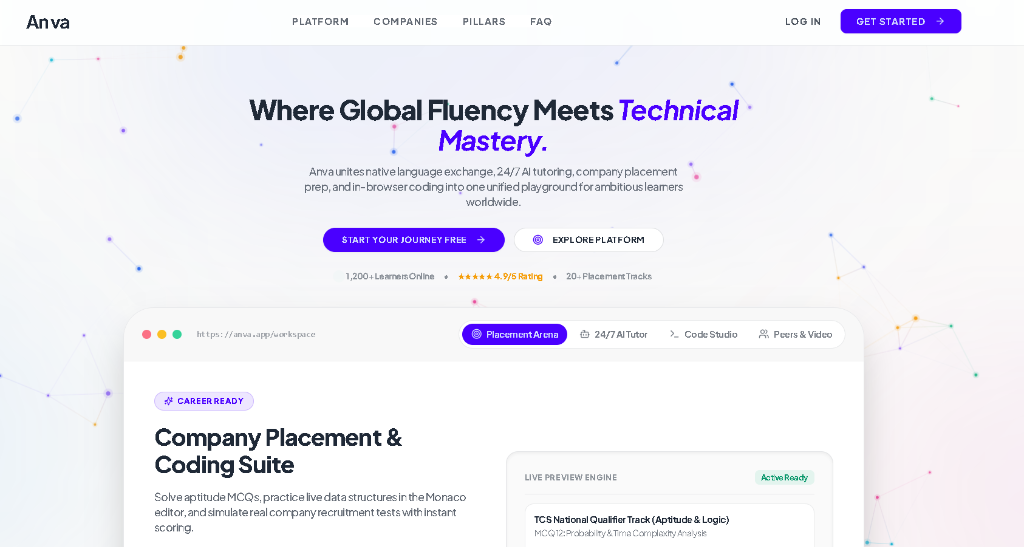 Anva
PLATFORM COMPANIES PILLARS FAQ LOG IN GET STARTED →
Where Global Fluency Meets Technical
Mastery.
Anva unites native language exchange, 24/7 AI tutoring, company placement
prep, and in-browser coding into one unified playground for ambitious learners
worldwide.
START YOUR JOURNEY FREE → EXPLORE PLATFORM
1,200+ Learners Online • ★★★★★ 4.9/5 Rating • 20+ Placement Tracks
https://anva.app/workspace Placement Arena 24/7 AI Tutor Code Studio Peers & Video
CAREER READY
Company Placement &
Coding Suite
Solve aptitude MCQs, practice live data structures in the Monaco
editor, and simulate real company recruitment tests with instant
scoring.
LIVE PREVIEW ENGINE Active Ready
TCS National Qualifier Track (Aptitude & Logic)
MCQ 12: Probability & Time Complexity Analysis